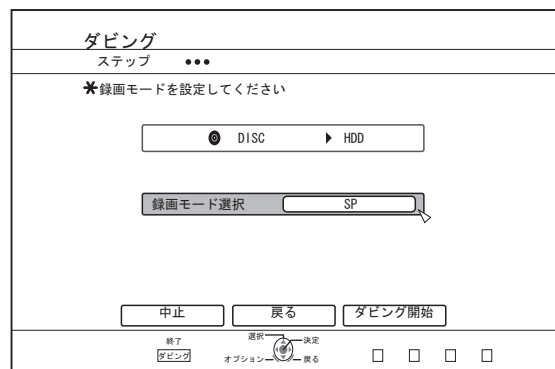 ダビング
ステップ •••
*録画モードを設定してください
DISC ▶ HDD
録画モード選択 SP
中止 戻る ダビング開始
終了 選択 決定
ダビング オプション 戻る